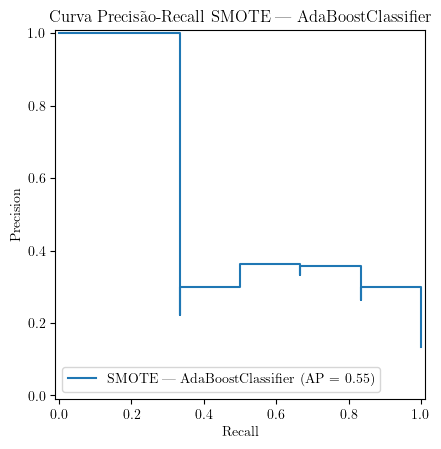 Curva Precisão-Recall SMOTE — AdaBoostClassifier
1.0
0.8
0.6
0.4
0.2
0.0
Precision
SMOTE — AdaBoostClassifier (AP = 0.55)
0.0 0.2 0.4 0.6 0.8 1.0
Recall